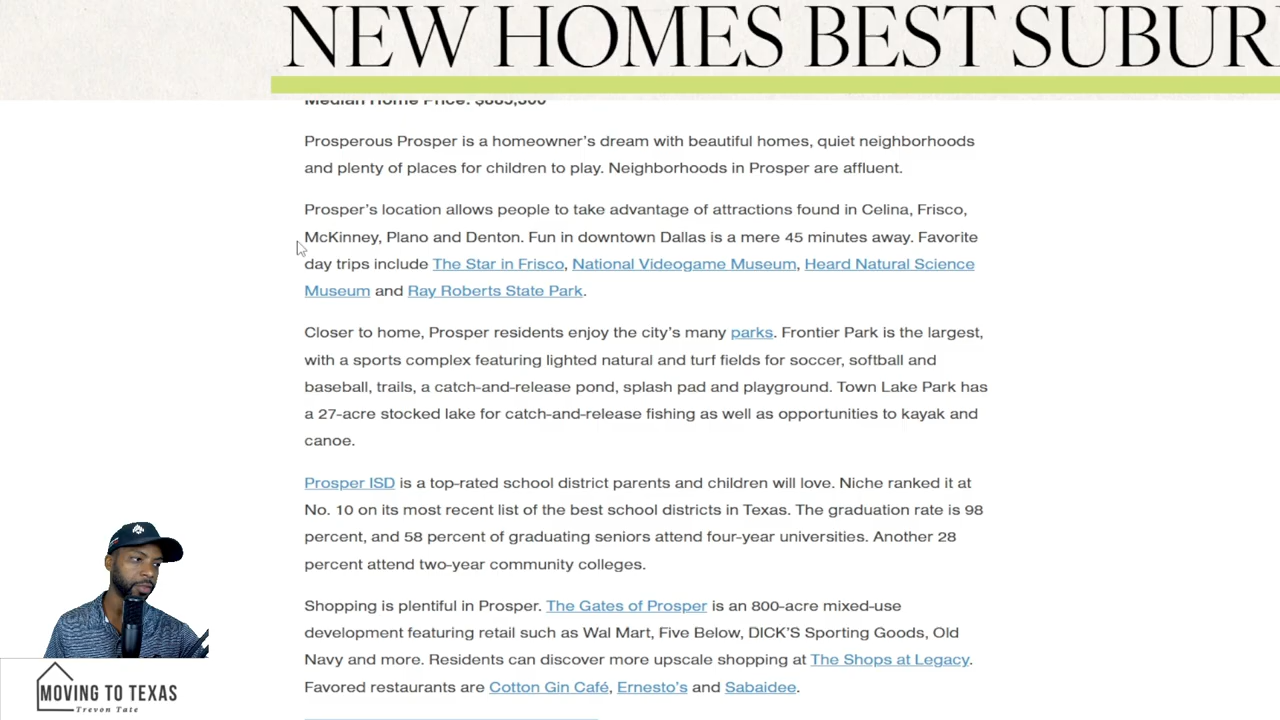 NEW HOMES BEST SUBUR
Median Home Price:
Prosperous Prosper is a homeowner’s dream with beautiful homes, quiet neighborhoods
and plenty of places for children to play. Neighborhoods in Prosper are affluent.
Prosper’s location allows people to take advantage of attractions found in Celina, Frisco,
McKinney, Plano and Denton. Fun in downtown Dallas is a mere 45 minutes away. Favorite
day trips include The Star in Frisco, National Videogame Museum, Heard Natural Science
Museum and Ray Roberts State Park.
Closer to home, Prosper residents enjoy the city’s many parks. Frontier Park is the largest,
with a sports complex featuring lighted natural and turf fields for soccer, softball and
baseball, trails, a catch-and-release pond, splash pad and playground. Town Lake Park has
a 27-acre stocked lake for catch-and-release fishing as well as opportunities to kayak and
canoe.
Prosper ISD is a top-rated school district parents and children will love. Niche ranked it at
No. 10 on its most recent list of the best school districts in Texas. The graduation rate is 98
percent, and 58 percent of graduating seniors attend four-year universities. Another 28
percent attend two-year community colleges.
Shopping is plentiful in Prosper. The Gates of Prosper is an 800-acre mixed-use
development featuring retail such as Wal Mart, Five Below, DICK’S Sporting Goods, Old
Navy and more. Residents can discover more upscale shopping at The Shops at Legacy.
Favored restaurants are Cotton Gin Café, Ernesto’s and Sabaidee.
MOVING TO TEXAS
Trevon Tate